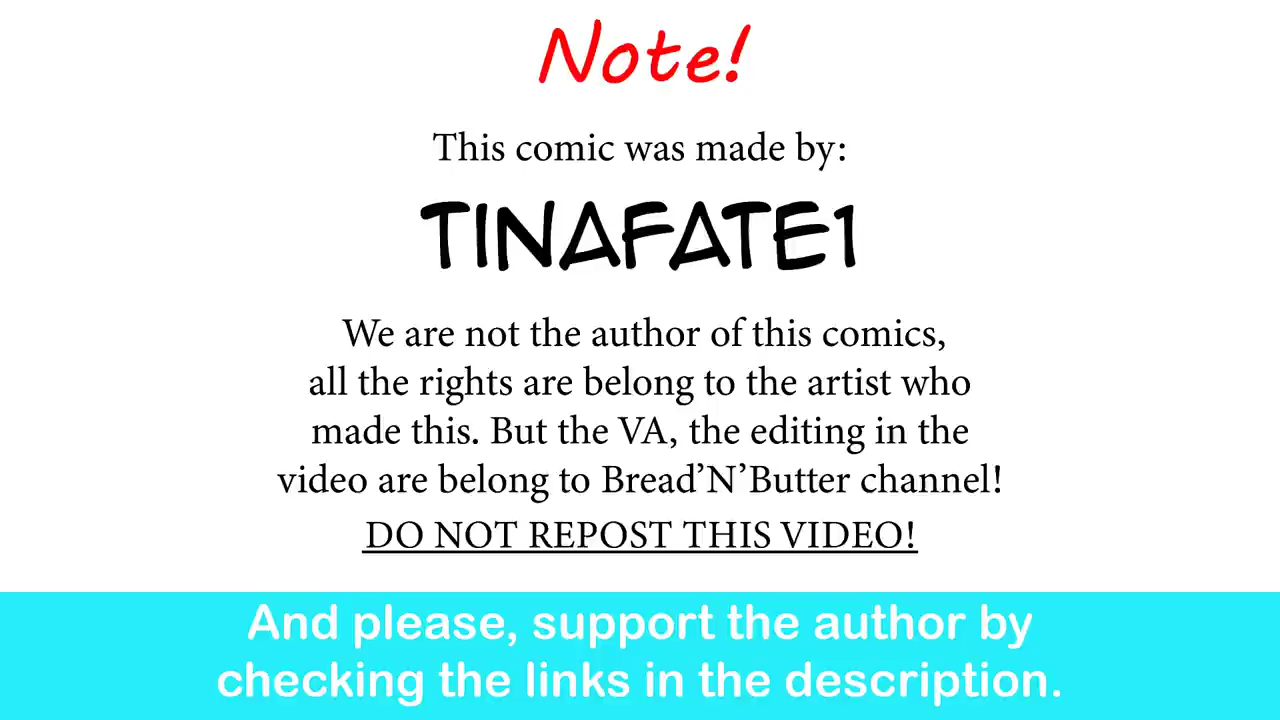 Note!
This comic was made by:
TINAFATE1
We are not the author of this comics,
all the rights are belong to the artist who
made this. But the VA, the editing in the
video are belong to Bread’N’Butter channel!
DO NOT REPOST THIS VIDEO!
And please, support the author by
checking the links in the description.